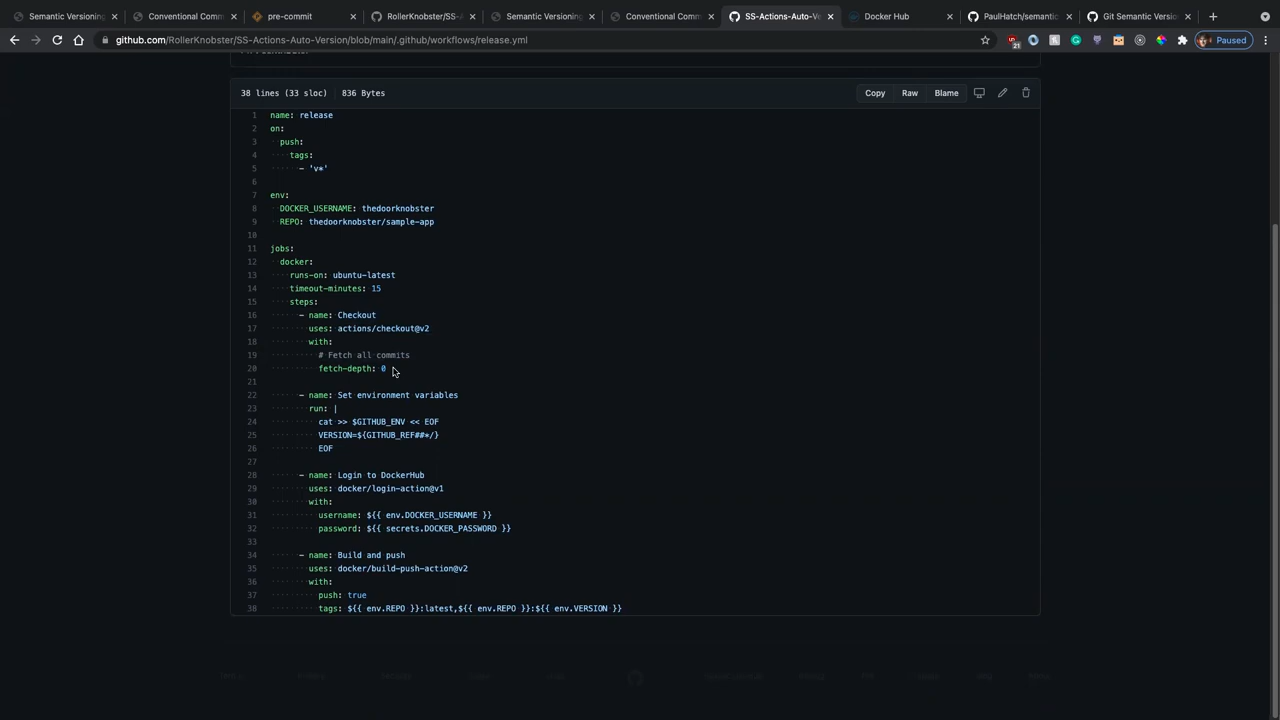 Semantic Versioning
Conventional Comm
pre-commit
RollerKnobster/SS-
Semantic Versioning
Conventional Comm
SS-Actions-Auto-Ve
Docker Hub
PaulHatch/semantic
Git Semantic Versio
github.com/RollerKnobster/SS-Actions-Auto-Version/blob/main/.github/workflows/release.yml
21
Paused
38 lines (33 sloc) 836 Bytes
Copy Raw Blame
1 name: release
2 on:
3 push:
4 tags:
5 - 'v*'
6
7 env:
8 DOCKER_USERNAME: thedoorknobster
9 REPO: thedoorknobster/sample-app
10
11 jobs:
12 docker:
13 runs-on: ubuntu-latest
14 timeout-minutes: 15
15 steps:
16 - name: Checkout
17 uses: actions/checkout@v2
18 with:
19 # Fetch all commits
20 fetch-depth: 0
21
22 - name: Set environment variables
23 run: |
24 cat >> $GITHUB_ENV << EOF
25 VERSION=${GITHUB_REF##*/}
26 EOF
27
28 - name: Login to DockerHub
29 uses: docker/login-action@v1
30 with:
31 username: ${{ env.DOCKER_USERNAME }}
32 password: ${{ secrets.DOCKER_PASSWORD }}
33
34 - name: Build and push
35 uses: docker/build-push-action@v2
36 with:
37 push: true
38 tags: ${{ env.REPO }}:latest,${{ env.REPO }}:${{ env.VERSION }}